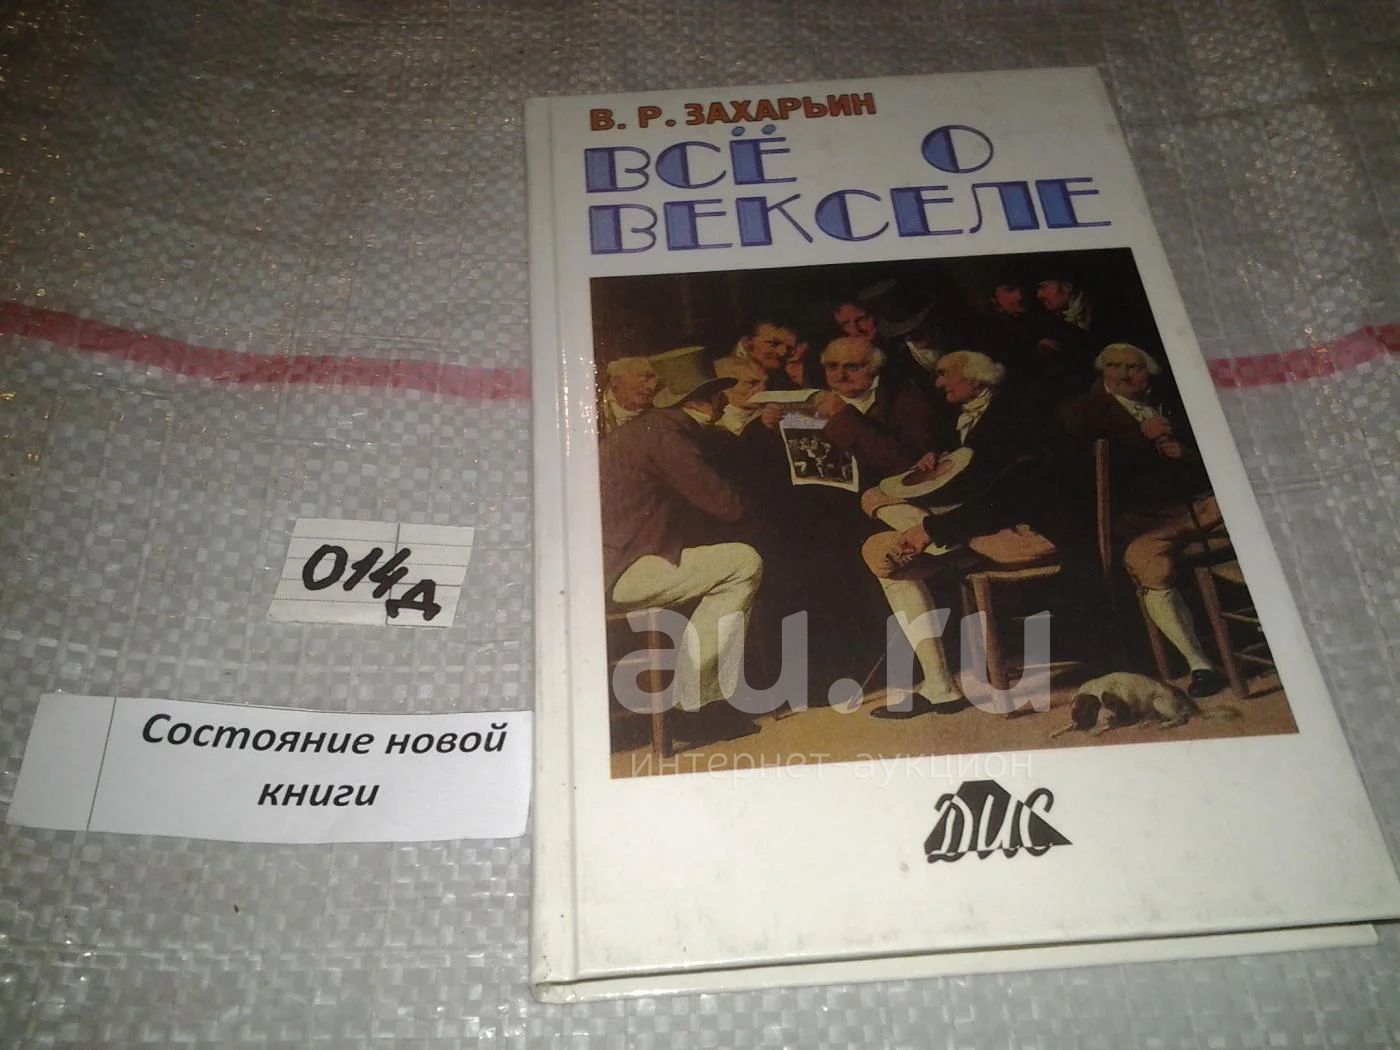 В. Р. ЗАХАРЬИН
ВСЁ О
ВЕКСЕЛЕ
014д
Состояние новой
книги
au.ru
интернет-аукцион
ДИС